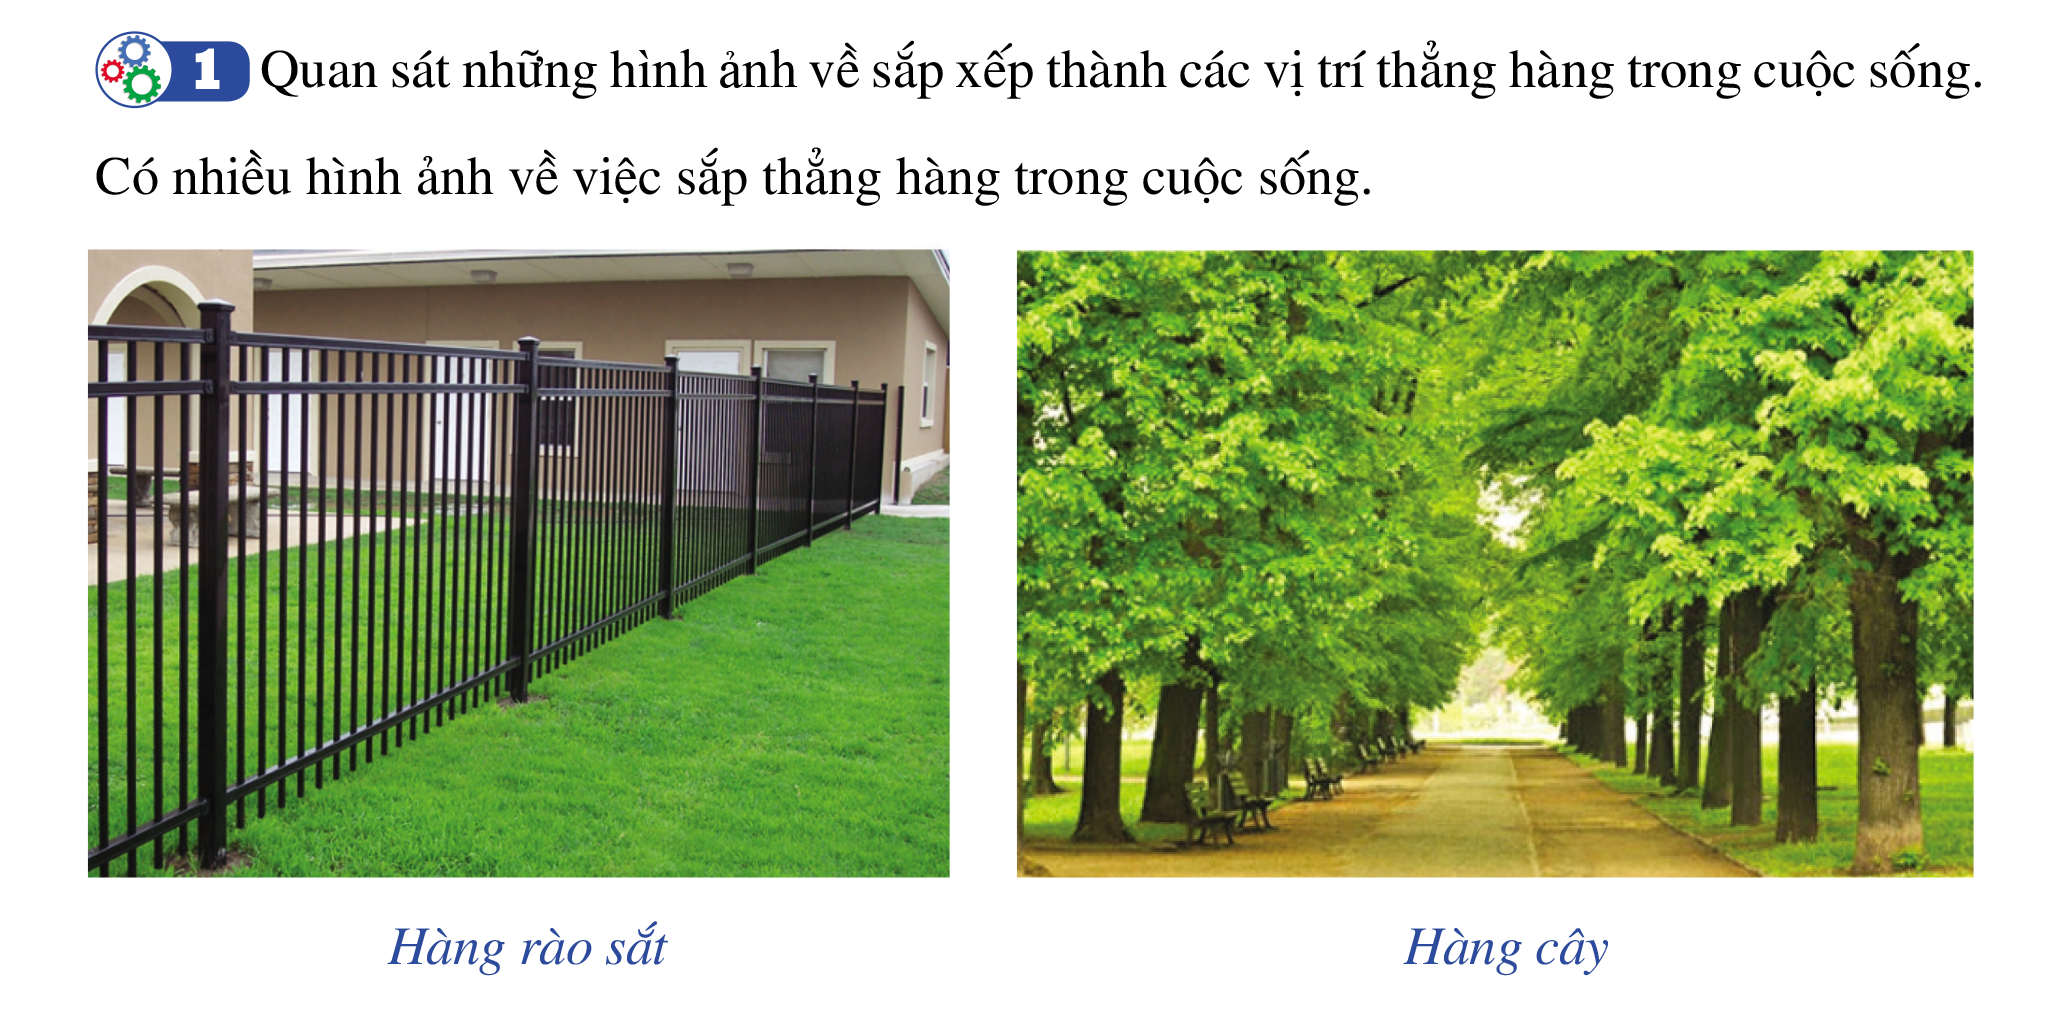 1 Quan sát những hình ảnh về sắp xếp thành các vị trí thẳng hàng trong cuộc sống.
Có nhiều hình ảnh về việc sắp thẳng hàng trong cuộc sống.
Hàng rào sắt
Hàng cây